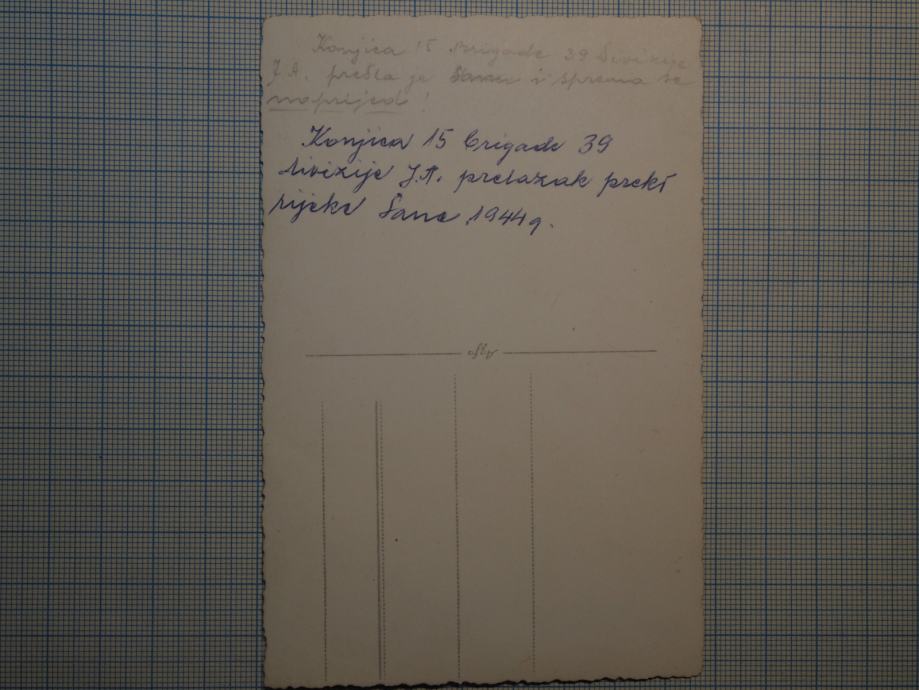 Konjica 15 brigade 39 divizije
J.A. prešla je Sanu i sprema se
naprijed!
Konjica 15 brigade 39
divizije J.A. prelazak preko
rijeke Sane 1944g.